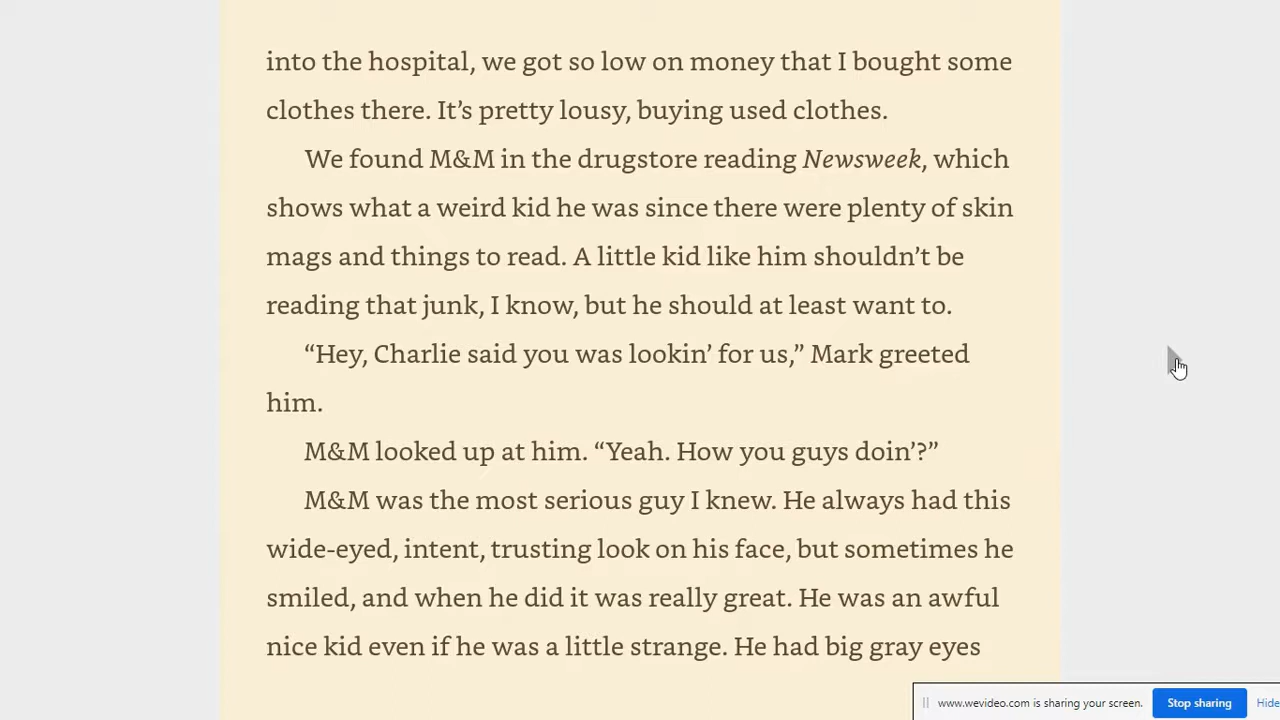 into the hospital, we got so low on money that I bought some
clothes there. It’s pretty lousy, buying used clothes.
We found M&M in the drugstore reading Newsweek, which
shows what a weird kid he was since there were plenty of skin
mags and things to read. A little kid like him shouldn’t be
reading that junk, I know, but he should at least want to.
“Hey, Charlie said you was lookin’ for us,” Mark greeted
him.
M&M looked up at him. “Yeah. How you guys doin’?”
M&M was the most serious guy I knew. He always had this
wide-eyed, intent, trusting look on his face, but sometimes he
smiled, and when he did it was really great. He was an awful
nice kid even if he was a little strange. He had big gray eyes
www.wevideo.com is sharing your screen. Stop sharing Hide